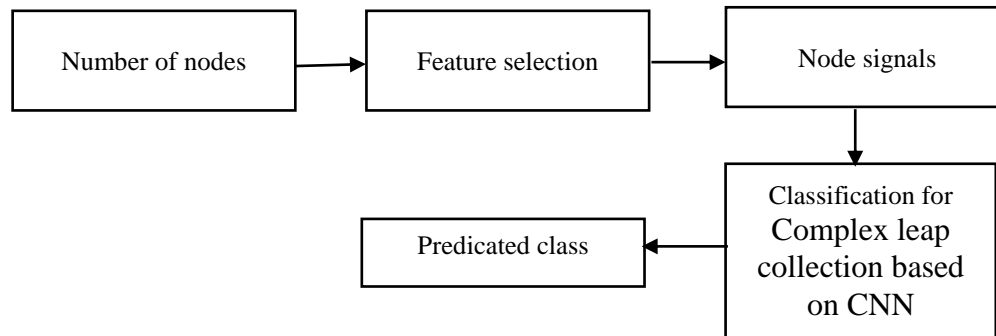 Number of nodes
Feature selection
Node signals
Classification for
Complex leap
collection based
on CNN
Predicated class